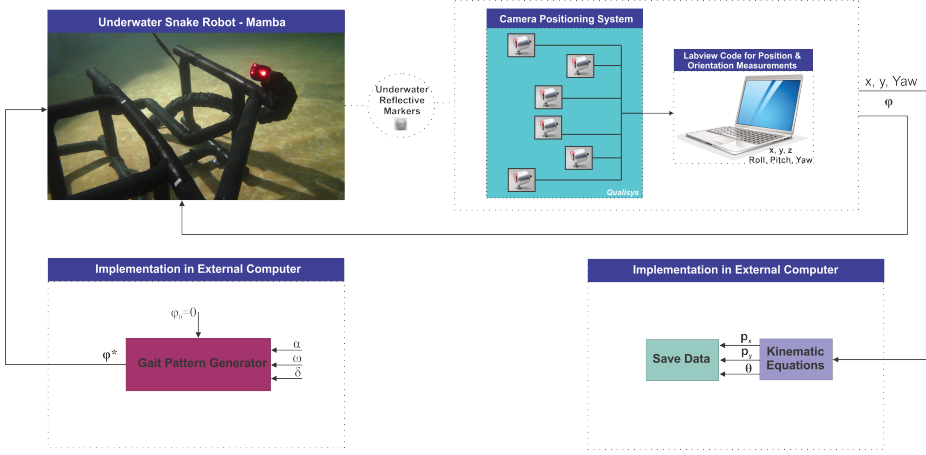 Underwater Snake Robot - Mamba
Underwater
Reflective
Markers
Camera Positioning System
Qualisys
Labview Code for Position &
Orientation Measurements
x, y, z
Roll, Pitch, Yaw
x, y, Yaw
φ
Implementation in External Computer
φ₀=0
Gait Pattern Generator
α
ω
δ
φ*
Implementation in External Computer
Save Data
pₓ
pᵧ
θ
Kinematic
Equations